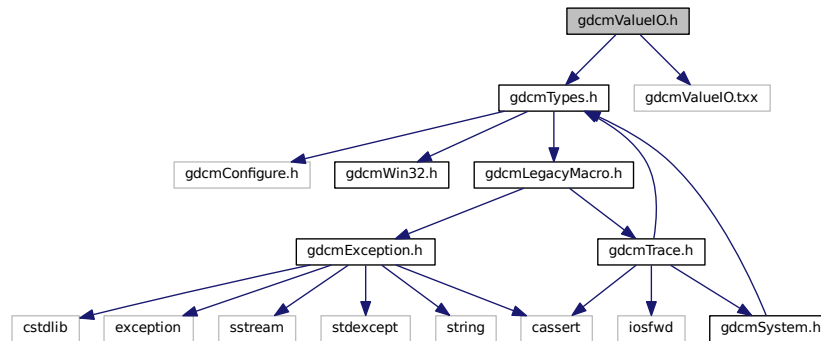 gdcmValueIO.h
gdcmTypes.h
gdcmValueIO.txx
gdcmConfigure.h
gdcmWin32.h
gdcmLegacyMacro.h
gdcmException.h
gdcmTrace.h
cstdlib
exception
sstream
stdexcept
string
cassert
iosfwd
gdcmSystem.h